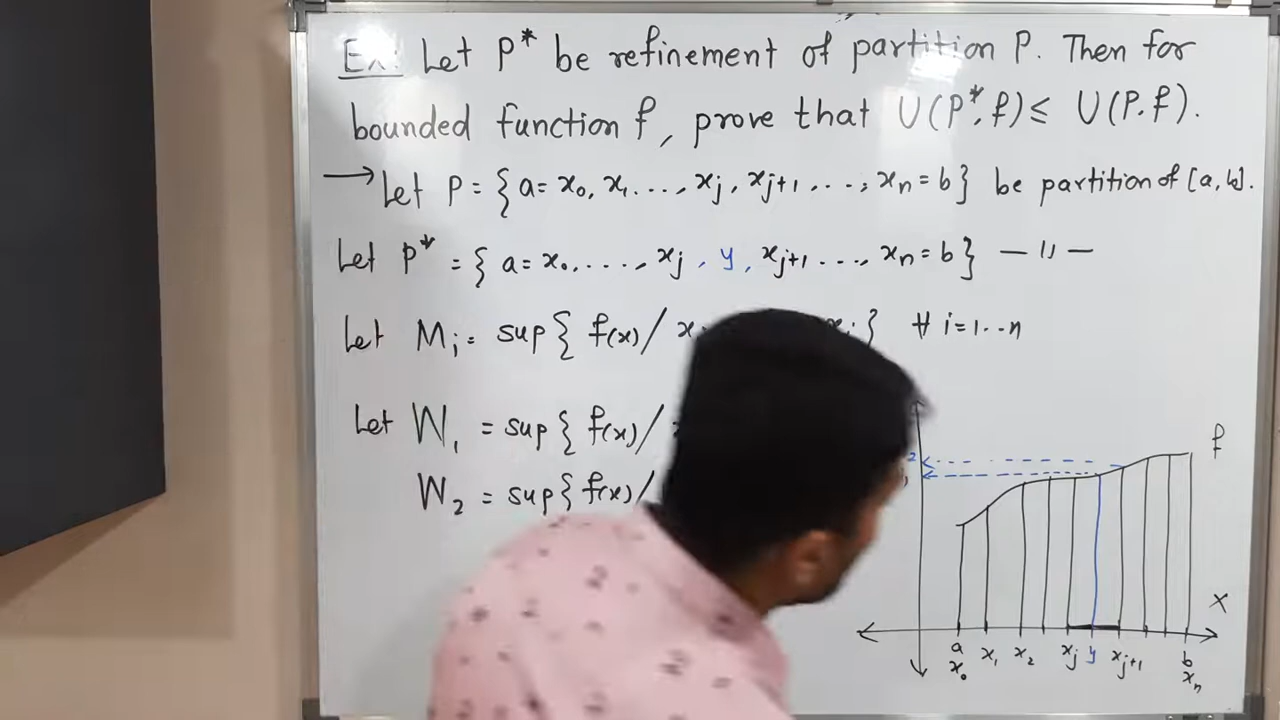 Ex: Let P* be refinement of partition P. Then for
bounded function f, prove that U(P*, f) ≤ U(P, f).
→ Let P = { a = x₀, x₁ ..., xⱼ, xⱼ₊₁, ..., xₙ = b } be partition of [a, b].
Let P* = { a = x₀, ..., xⱼ, y, xⱼ₊₁ ..., xₙ = b } — 〃 —
Let Mᵢ = sup { f(x) / } ∀ i = 1..n
Let W₁ = sup { f(x) /
W₂ = sup { f(x) /
f
X
a x₁ x₂ xⱼ y xⱼ₊₁ b
x₀ xₙ